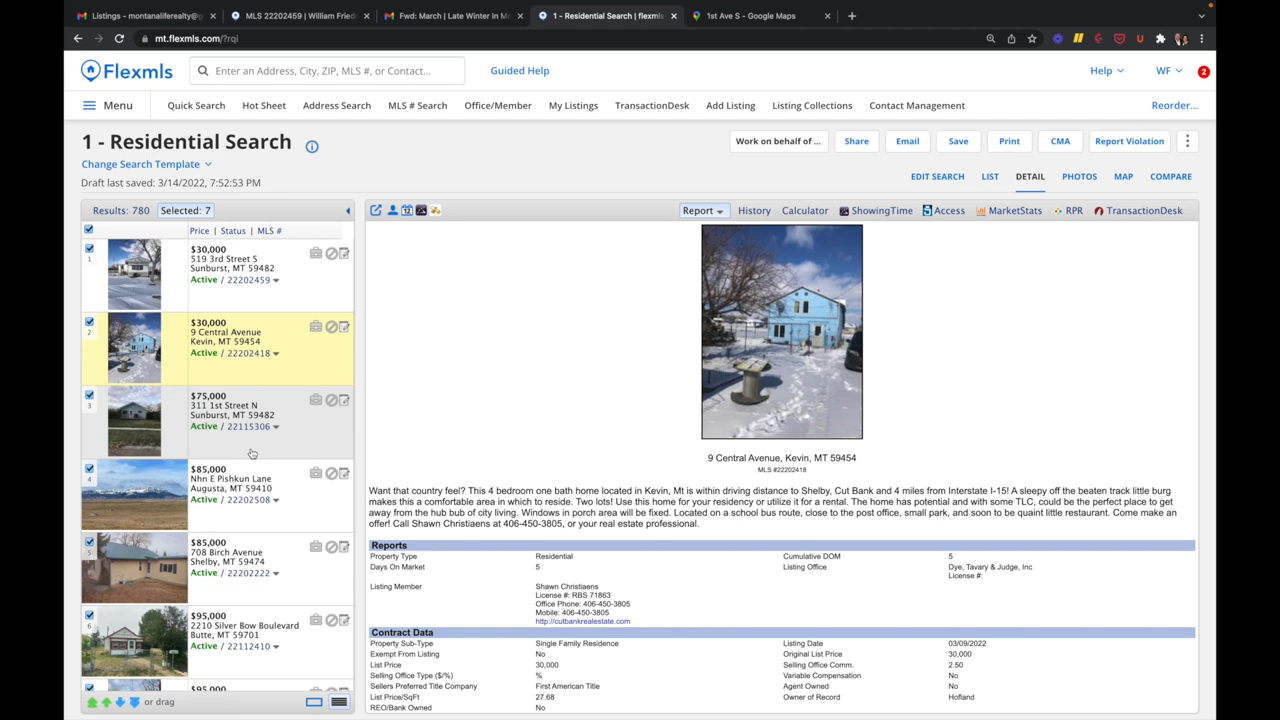 Listings - montanaliferealty@g
MLS 22202459 | William Fried
Fwd: March | Late Winter In M
1 - Residential Search | flexmls
1st Ave S - Google Maps
mt.flexmls.com/?rqi
Flexmls
Enter an Address, City, ZIP, MLS #, or Contact...
Guided Help
Help
WF
2
Menu
Quick Search
Hot Sheet
Address Search
MLS # Search
Office/Member
My Listings
TransactionDesk
Add Listing
Listing Collections
Contact Management
Reorder...
1 - Residential Search
Work on behalf of ...
Share
Email
Save
Print
CMA
Report Violation
Change Search Template
Draft last saved: 3/14/2022, 7:52:53 PM
EDIT SEARCH
LIST
DETAIL
PHOTOS
MAP
COMPARE
Results: 780
Selected: 7
Price | Status | MLS #
1
$30,000
519 3rd Street S
Sunburst, MT 59482
Active / 22202459
2
$30,000
9 Central Avenue
Kevin, MT 59454
Active / 22202418
3
$75,000
311 1st Street N
Sunburst, MT 59482
Active / 22115306
4
$85,000
Nhn E Pishkun Lane
Augusta, MT 59410
Active / 22202508
5
$85,000
708 Birch Avenue
Shelby, MT 59474
Active / 22202222
6
$95,000
2210 Silver Bow Boulevard
Butte, MT 59701
Active / 22112410
$95,000
or drag
12
Report
History
Calculator
ShowingTime
Access
MarketStats
RPR
TransactionDesk
9 Central Avenue, Kevin, MT 59454
MLS #22202418
Want that country feel? This 4 bedroom one bath home located in Kevin, Mt is within driving distance to Shelby, Cut Bank and 4 miles from Interstate I-15! A sleepy off the beaten track little burg
makes this a comfortable area in which to reside. Two lots! Use this home for your residency or utilize it for a rental. The home has potential and with some TLC, could be the perfect place to get
away from the hub bub of city living. Windows in porch area will be fixed. Located on a school bus route, close to the post office, small park, and soon to be quaint little restaurant. Come make an
offer! Call Shawn Christiaens at 406-450-3805, or your real estate professional.
Reports
Property Type Residential Cumulative DOM 5
Days On Market 5 Listing Office Dye, Tavary & Judge, Inc
License #:
Listing Member Shawn Christiaens
License #: RBS 71863
Office Phone: 406-450-3805
Mobile: 406-450-3805
http://cutbankrealestate.com
Contract Data
Property Sub-Type Single Family Residence Listing Date 03/09/2022
Exempt From Listing No Original List Price 30,000
List Price 30,000 Selling Office Comm. 2.50
Selling Office Type ($/%) % Variable Compensation No
Sellers Preferred Title Company First American Title Agent Owned No
List Price/SqFt 27.68 Owner of Record Hofland
REO/Bank Owned No